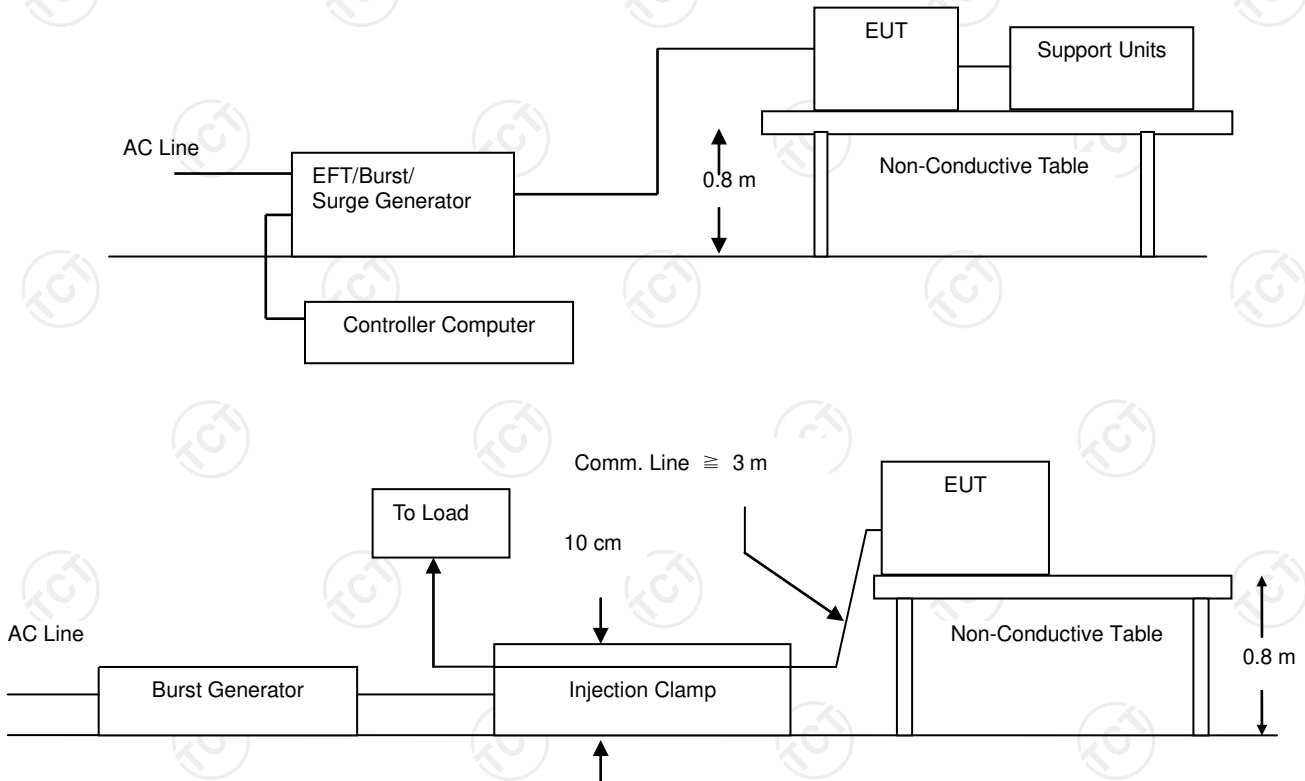 EUT
Support Units
AC Line
EFT/Burst/
Surge Generator
0.8 m
Non-Conductive Table
Controller Computer
Comm. Line ≧ 3 m
EUT
To Load
10 cm
AC Line
Non-Conductive Table
0.8 m
Burst Generator
Injection Clamp
TCT